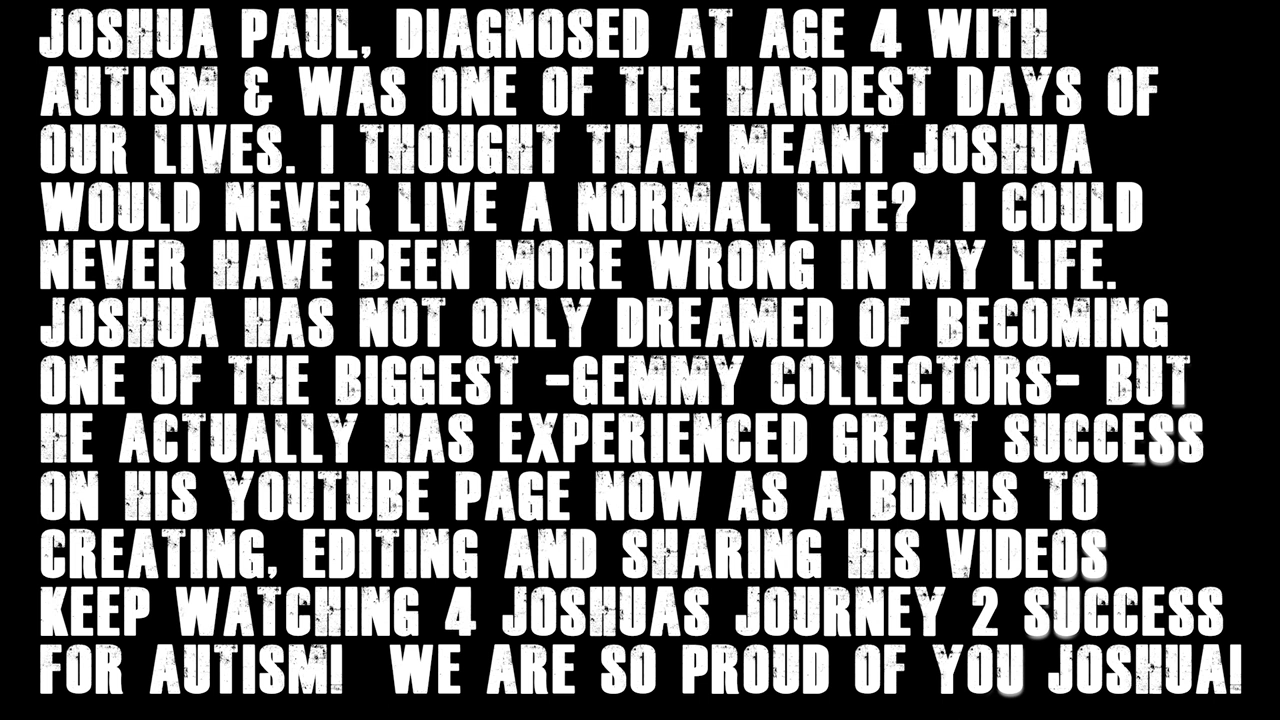 JOSHUA PAUL, DIAGNOSED AT AGE 4 WITH
AUTISM & WAS ONE OF THE HARDEST DAYS OF
OUR LIVES. I THOUGHT THAT MEANT JOSHUA
WOULD NEVER LIVE A NORMAL LIFE?  I COULD
NEVER HAVE BEEN MORE WRONG IN MY LIFE.
JOSHUA HAS NOT ONLY DREAMED OF BECOMING
ONE OF THE BIGGEST -GEMMY COLLECTORS- BUT
HE ACTUALLY HAS EXPERIENCED GREAT SUCCESS
ON HIS YOUTUBE PAGE NOW AS A BONUS TO
CREATING, EDITING AND SHARING HIS VIDEOS
KEEP WATCHING 4 JOSHUAS JOURNEY 2 SUCCESS
FOR AUTISM!  WE ARE SO PROUD OF YOU JOSHUA!